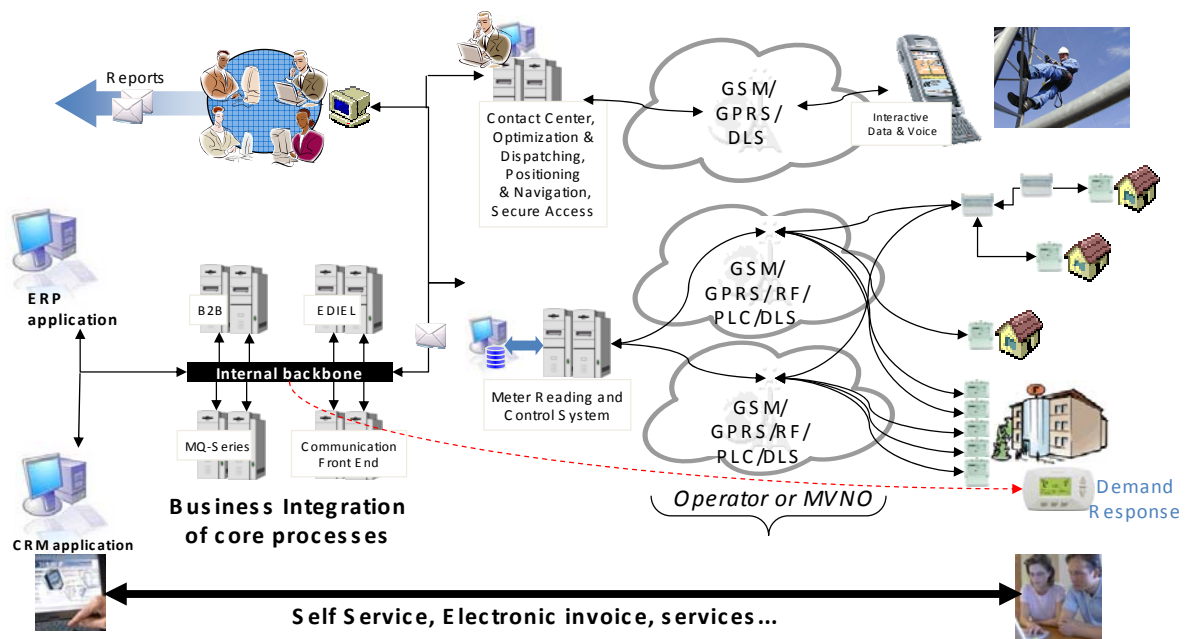 Reports
GSM/
GPRS/
DLS
Interactive
Data & Voice
Contact Center,
Optimization &
Dispatching,
Positioning
& Navigation,
Secure Access
ERP
application
B2B
EDIEL
Internal backbone
MQ-Series
Communication
Front End
Meter Reading and
Control System
GSM/
GPRS/RF/
PLC/DLS
GSM/
GPRS/RF/
PLC/DLS
Operator or MVNO
Demand
Response
Business Integration
of core processes
CRM application
Self Service, Electronic invoice, services...